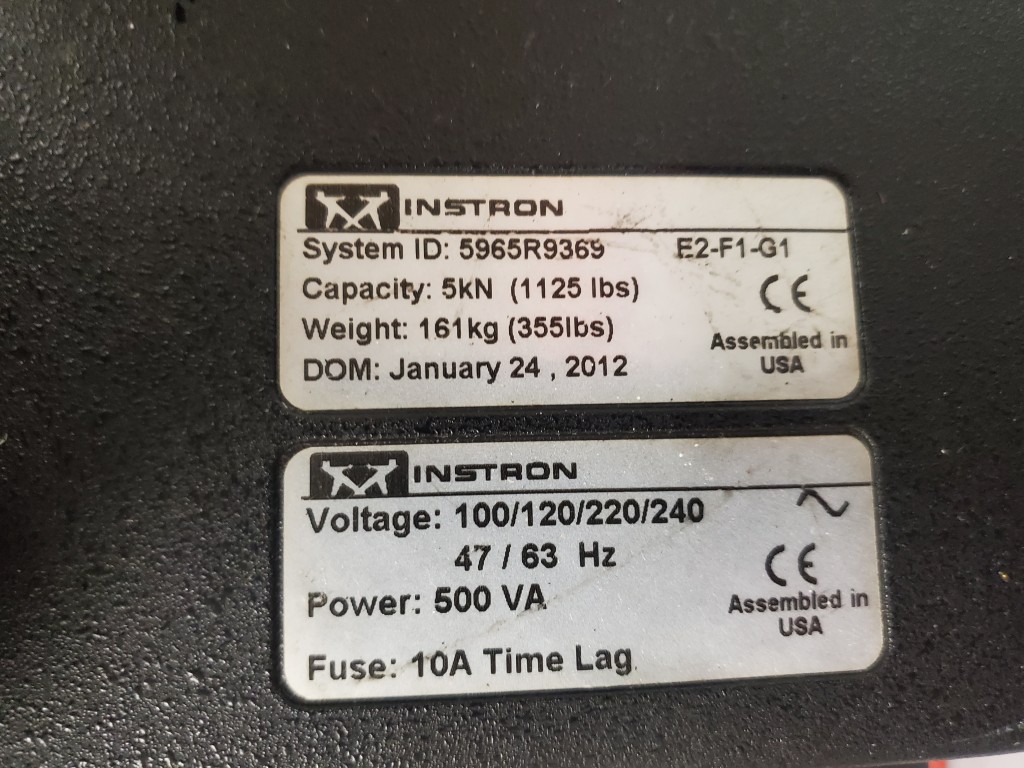 INSTRON
System ID: 5965R9369 E2-F1-G1
Capacity: 5kN (1125 lbs)
CE
Weight: 161kg (355lbs)
Assembled in
USA
DOM: January 24 , 2012
INSTRON
Voltage: 100/120/220/240 ~
47 / 63 Hz
CE
Power: 500 VA
Assembled in
USA
Fuse: 10A Time Lag